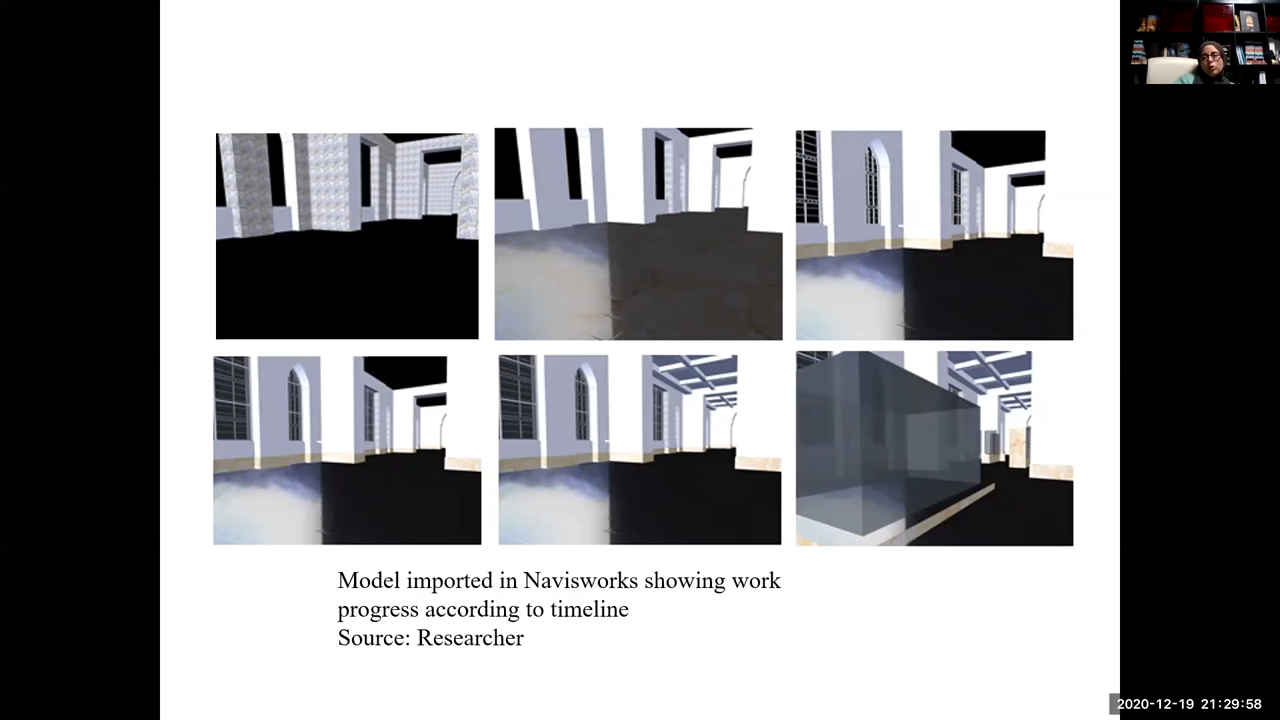 Model imported in Navisworks showing work
progress according to timeline
Source: Researcher
2020-12-19 21:29:58